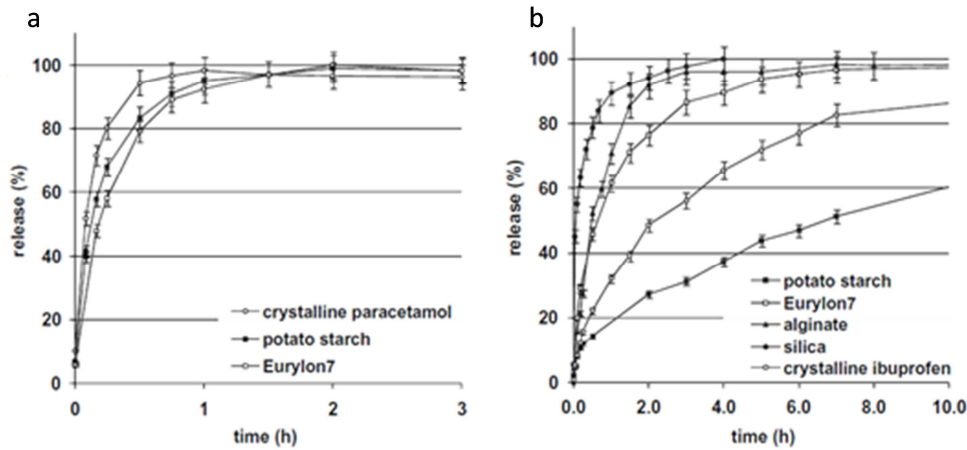 a
release (%)
100
80
60
40
20
0
crystalline paracetamol
potato starch
Eurylon7
0 1 2 3
time (h)
b
release (%)
100
80
60
40
20
0
potato starch
Eurylon7
alginate
silica
crystalline ibuprofen
0.0 2.0 4.0 6.0 8.0 10.0
time (h)